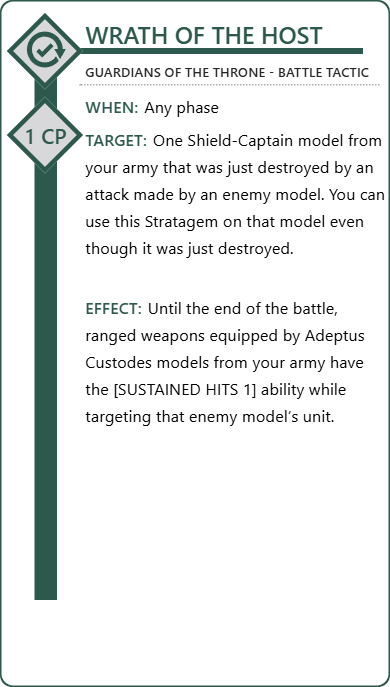 WRATH OF THE HOST
GUARDIANS OF THE THRONE - BATTLE TACTIC
WHEN: Any phase
1 CP
TARGET: One Shield-Captain model from
your army that was just destroyed by an
attack made by an enemy model. You can
use this Stratagem on that model even
though it was just destroyed.
EFFECT: Until the end of the battle,
ranged weapons equipped by Adeptus
Custodes models from your army have
the [SUSTAINED HITS 1] ability while
targeting that enemy model’s unit.